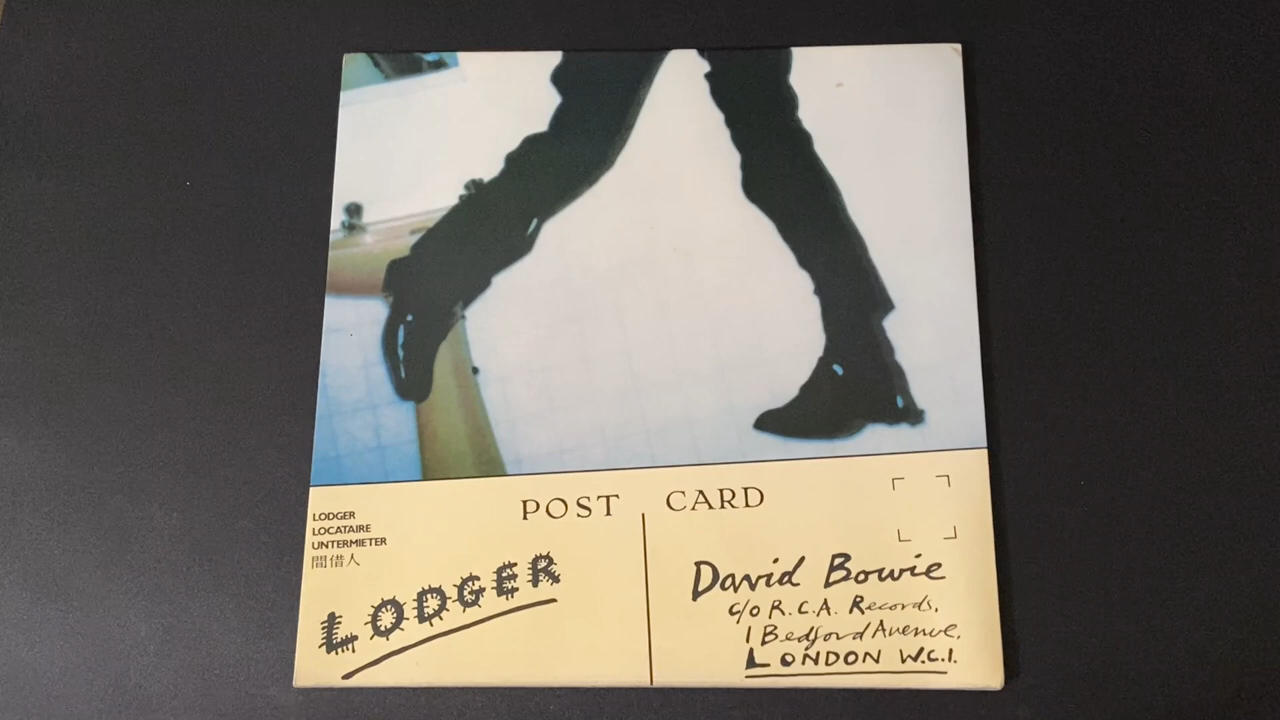 POST CARD
LODGER
LOCATAIRE
UNTERMIETER
間借人
LODGER
David Bowie
c/o R.C.A. Records,
1 Bedford Avenue,
LONDON W.C.1.